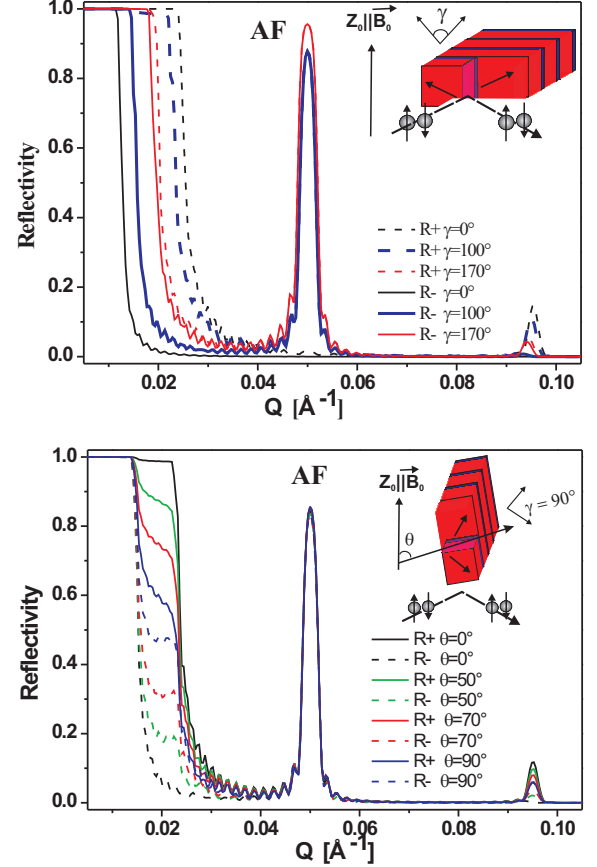 1.0
0.8
0.6
0.4
0.2
0.0
Reflectivity
AF
Z₀||B₀
γ
R+ γ=0°
R+ γ=100°
R+ γ=170°
R- γ=0°
R- γ=100°
R- γ=170°
0.02 0.04 0.06 0.08 0.10
Q [Å⁻¹]
1.0
0.8
0.6
0.4
0.2
0.0
Reflectivity
AF
Z₀||B₀
θ
γ = 90°
R+ θ=0°
R- θ=0°
R+ θ=50°
R- θ=50°
R+ θ=70°
R- θ=70°
R+ θ=90°
R- θ=90°
0.02 0.04 0.06 0.08 0.10
Q [Å⁻¹]